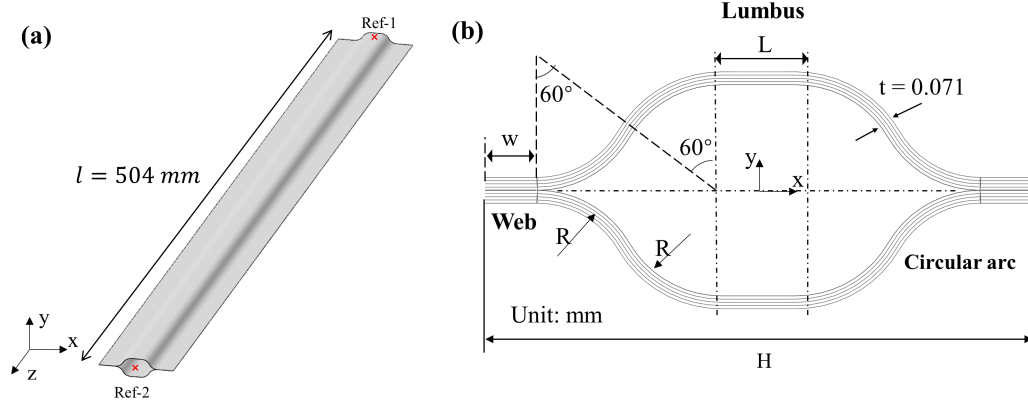 (a)
Ref-1
l = 504 mm
y
x
z
Ref-2
(b)
Lumbus
L
t = 0.071
60°
60°
w
y
x
Web
R
R
Circular arc
Unit: mm
H